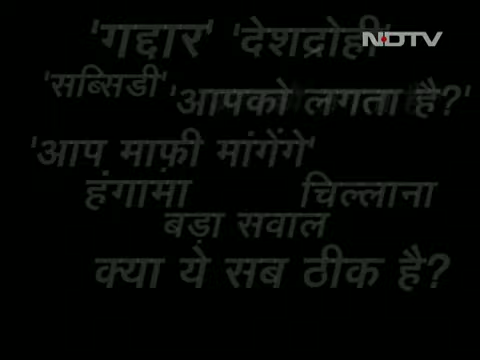 'गद्दार' 'देशद्रोही' NDTV
'सब्सिडी' 'आपको लगता है?'
'आप माफ़ी मांगेंगे'
हंगामा चिल्लाना
बड़ा सवाल
क्या ये सब ठीक है?